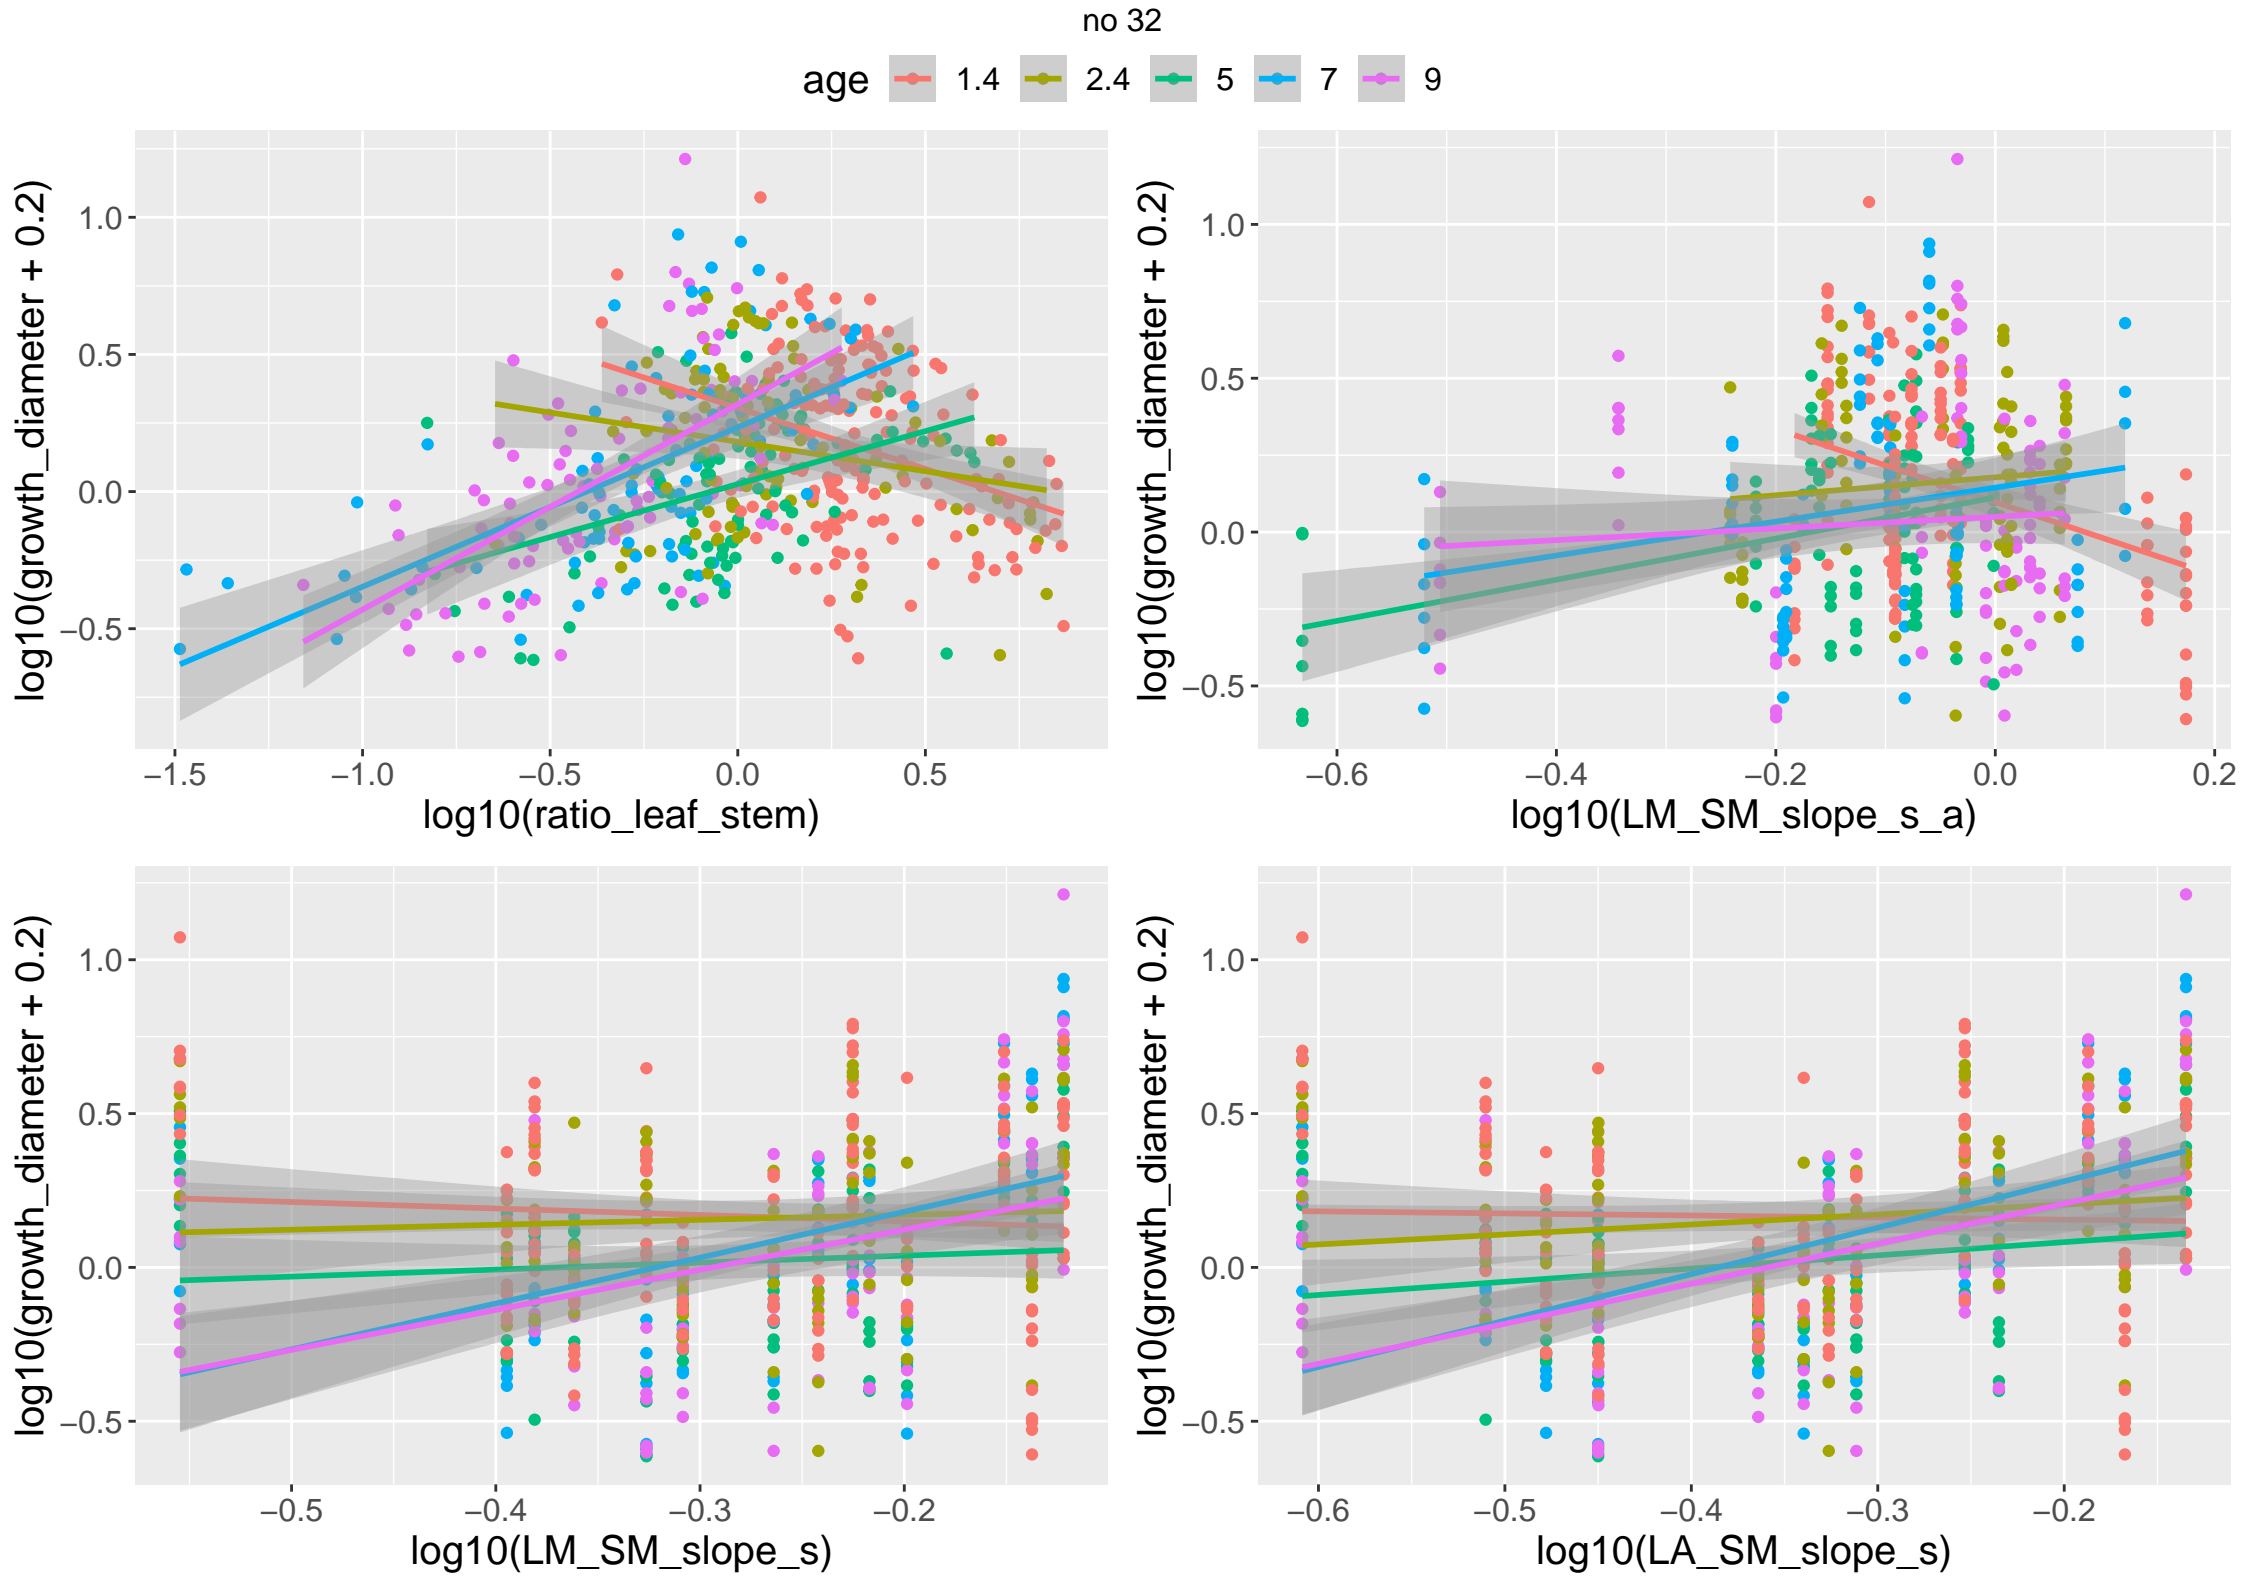 no 32
age 1.4 2.4 5 7 9
log10(growth_diameter + 0.2)
1.0
0.5
0.0
−0.5
−1.5 −1.0 −0.5 0.0 0.5
log10(ratio_leaf_stem)
log10(growth_diameter + 0.2)
1.0
0.5
0.0
−0.5
−0.6 −0.4 −0.2 0.0 0.2
log10(LM_SM_slope_s_a)
log10(growth_diameter + 0.2)
1.0
0.5
0.0
−0.5
−0.5 −0.4 −0.3 −0.2
log10(LM_SM_slope_s)
log10(growth_diameter + 0.2)
1.0
0.5
0.0
−0.5
−0.6 −0.5 −0.4 −0.3 −0.2
log10(LA_SM_slope_s)